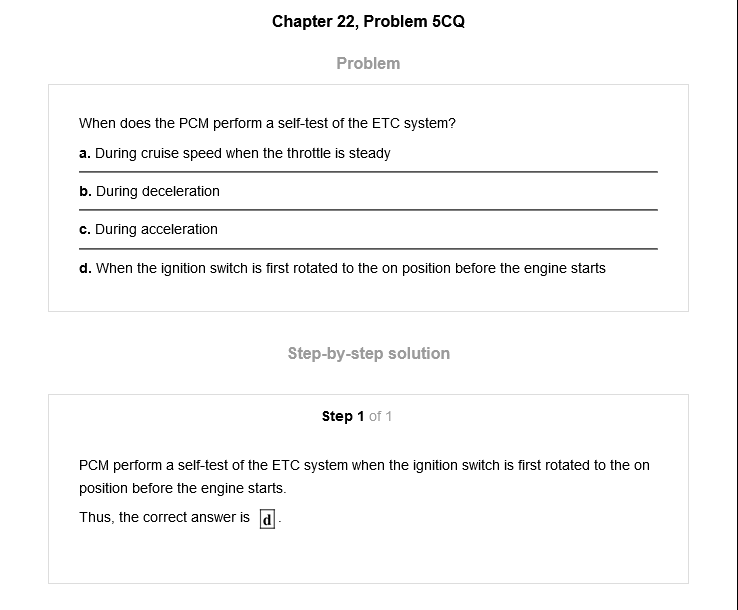 Chapter 22, Problem 5CQ
Problem
When does the PCM perform a self-test of the ETC system?
a. During cruise speed when the throttle is steady
b. During deceleration
c. During acceleration
d. When the ignition switch is first rotated to the on position before the engine starts
Step-by-step solution
Step 1 of 1
PCM perform a self-test of the ETC system when the ignition switch is first rotated to the on
position before the engine starts.
Thus, the correct answer is d .